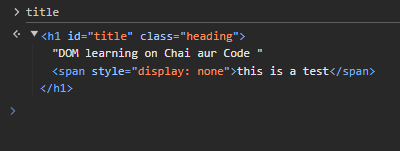 title
<h1 id="title" class="heading">
"DOM learning on Chai aur Code "
<span style="display: none">this is a test</span>
</h1>